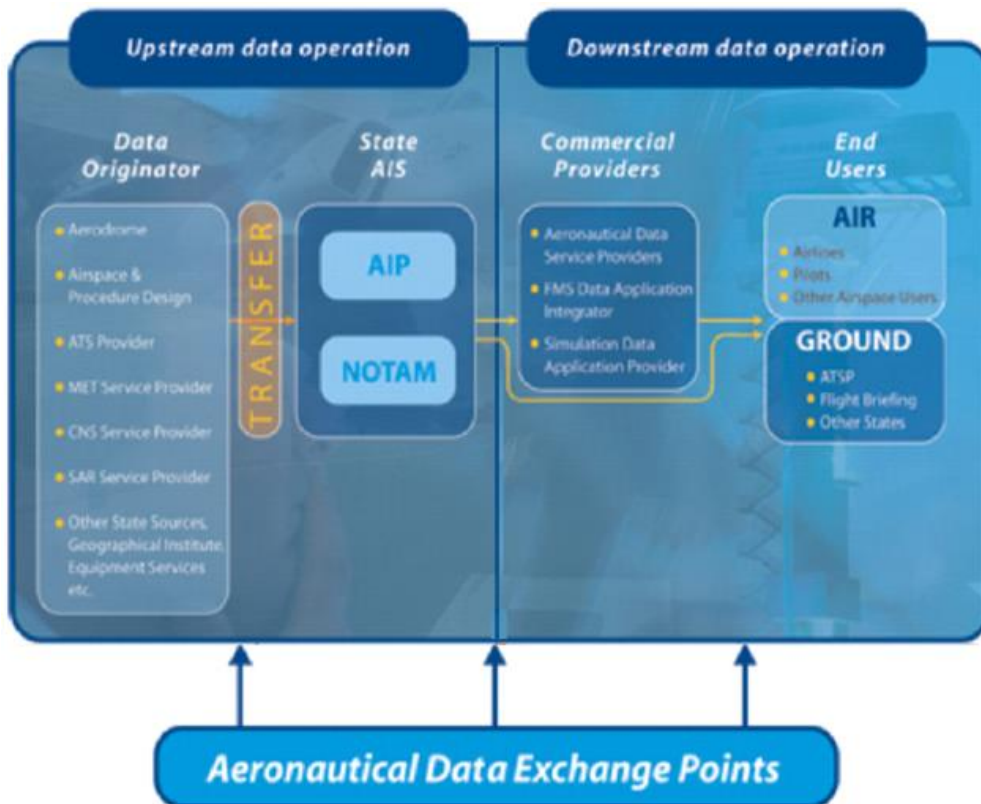 Upstream data operation
Downstream data operation
Data
Originator
State
AIS
Commercial
Providers
End
Users
Aerodrome
Airspace &
Procedure Design
ATS Provider
MET Service Provider
CNS Service Provider
SAR Service Provider
Other State Sources,
Geographical Institute,
Equipment Services
etc.
TRANSFER
AIP
NOTAM
Aeronautical Data
Service Providers
FMS Data Application
Integrator
Simulation Data
Application Provider
AIR
Airlines
Pilots
Other Airspace Users
GROUND
ATSP
Flight Briefing
Other States
Aeronautical Data Exchange Points